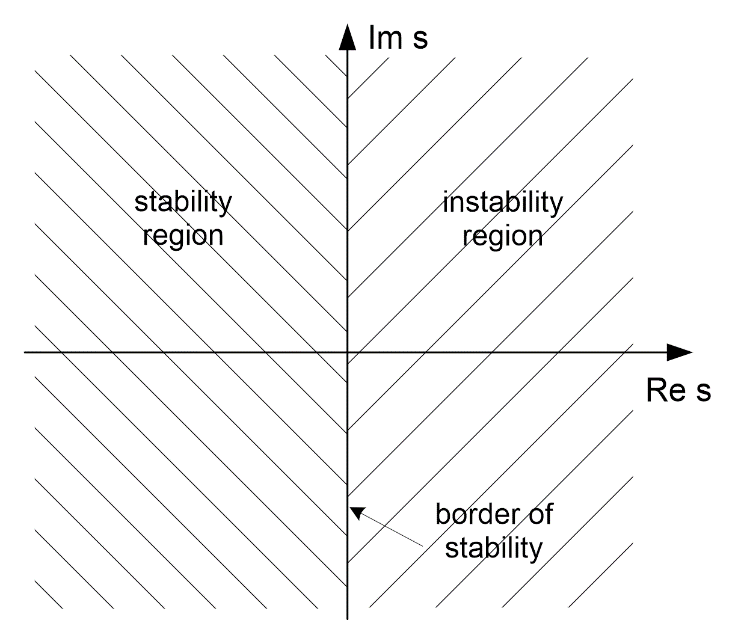 Im s
stability
region
instability
region
Re s
border of
stability